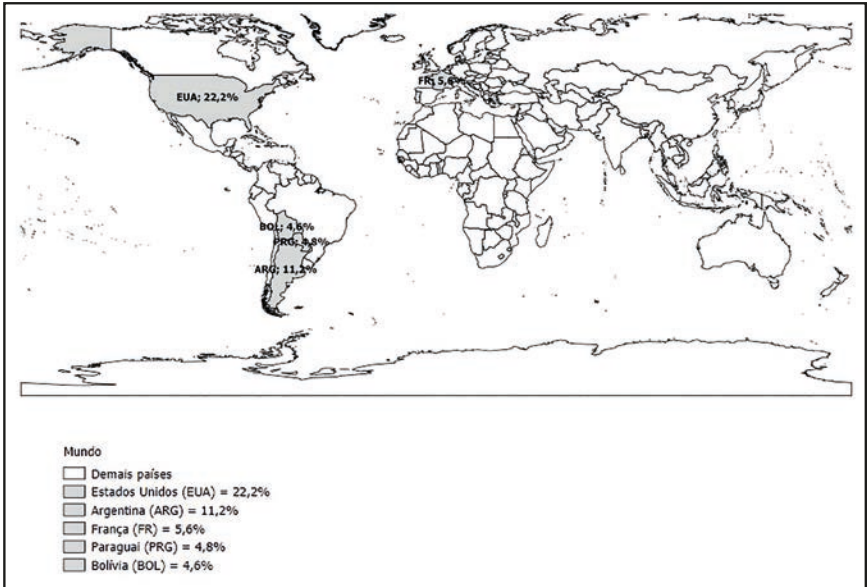 EUA; 22,2%
FR; 5,6%
BOL; 4,6%
PRG; 4,8%
ARG; 11,2%
Mundo
Demais países
Estados Unidos (EUA) = 22,2%
Argentina (ARG) = 11,2%
França (FR) = 5,6%
Paraguai (PRG) = 4,8%
Bolívia (BOL) = 4,6%